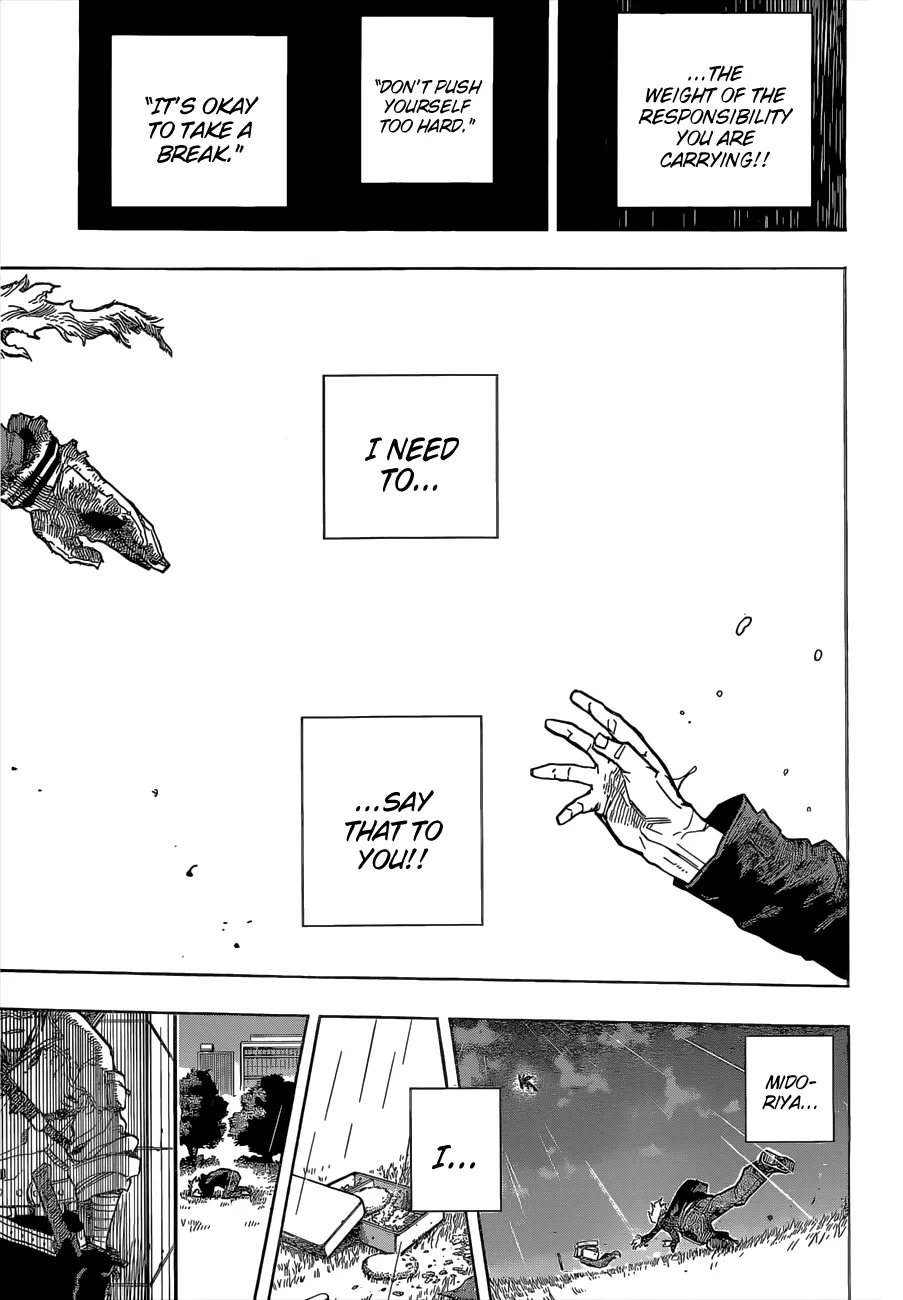 ...THE
WEIGHT OF THE
RESPONSIBILITY
YOU ARE
CARRYING!!
"DON'T PUSH
YOURSELF
TOO HARD."
"IT'S OKAY
TO TAKE A
BREAK."
I NEED
TO...
...SAY
THAT TO
YOU!!
MIDO-
RIYA...
I...